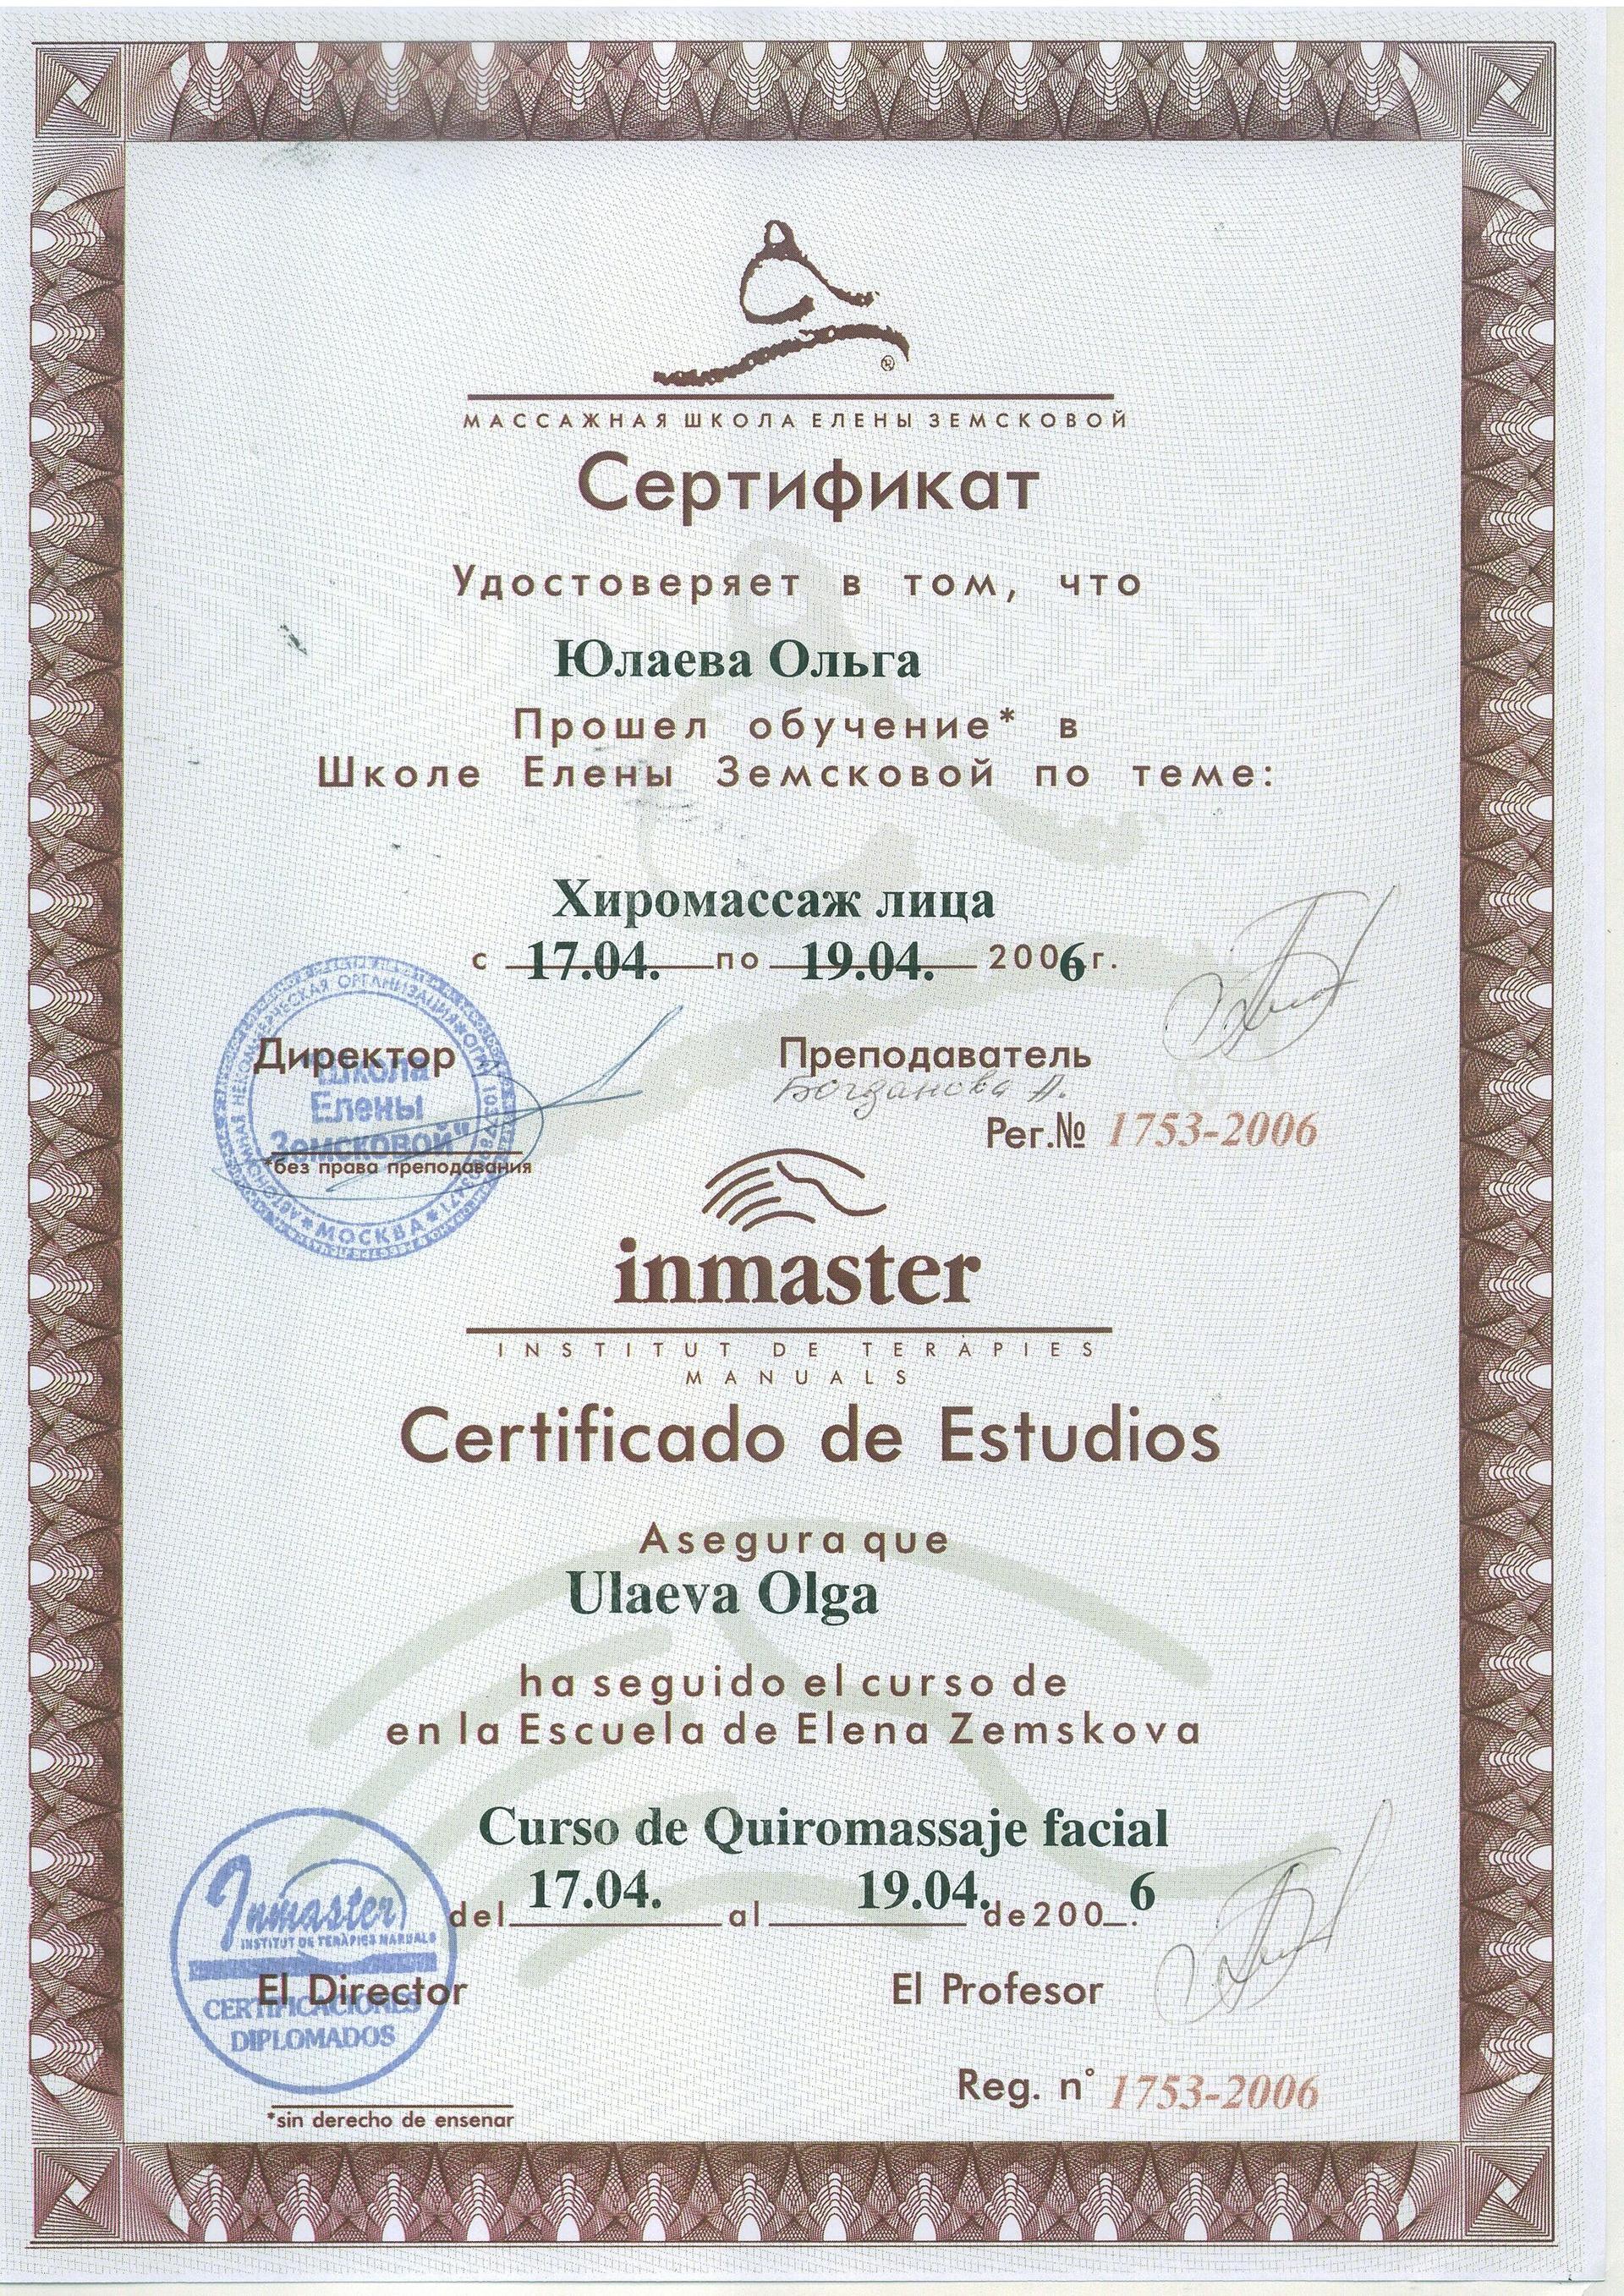 ®
МАССАЖНАЯ ШКОЛА ЕЛЕНЫ ЗЕМСКОВОЙ
Сертификат
Удостоверяет в том, что
Юлаева Ольга
Прошел обучение* в
Школе Елены Земсковой по теме:
Хиромассаж лица
с 17.04. по 19.04. 2006 г.
Директор
Преподаватель
Богданова А.
"Школа
Елены
Земсковой"
МОСКВА
Рег.№ 1753-2006
*без права преподавания
inmaster
INSTITUT DE TERÀPIES
MANUALS
Certificado de Estudios
Asegura que
Ulaeva Olga
ha seguido el curso de
en la Escuela de Elena Zemskova
Curso de Quiromassaje facial
del 17.04. al 19.04. de 200 6.
Inmaster
INSTITUT DE TERÀPIES MANUALS
El Director
El Profesor
CERTIFICACIONES
DIPLOMADOS
Reg. n° 1753-2006
*sin derecho de ensenar